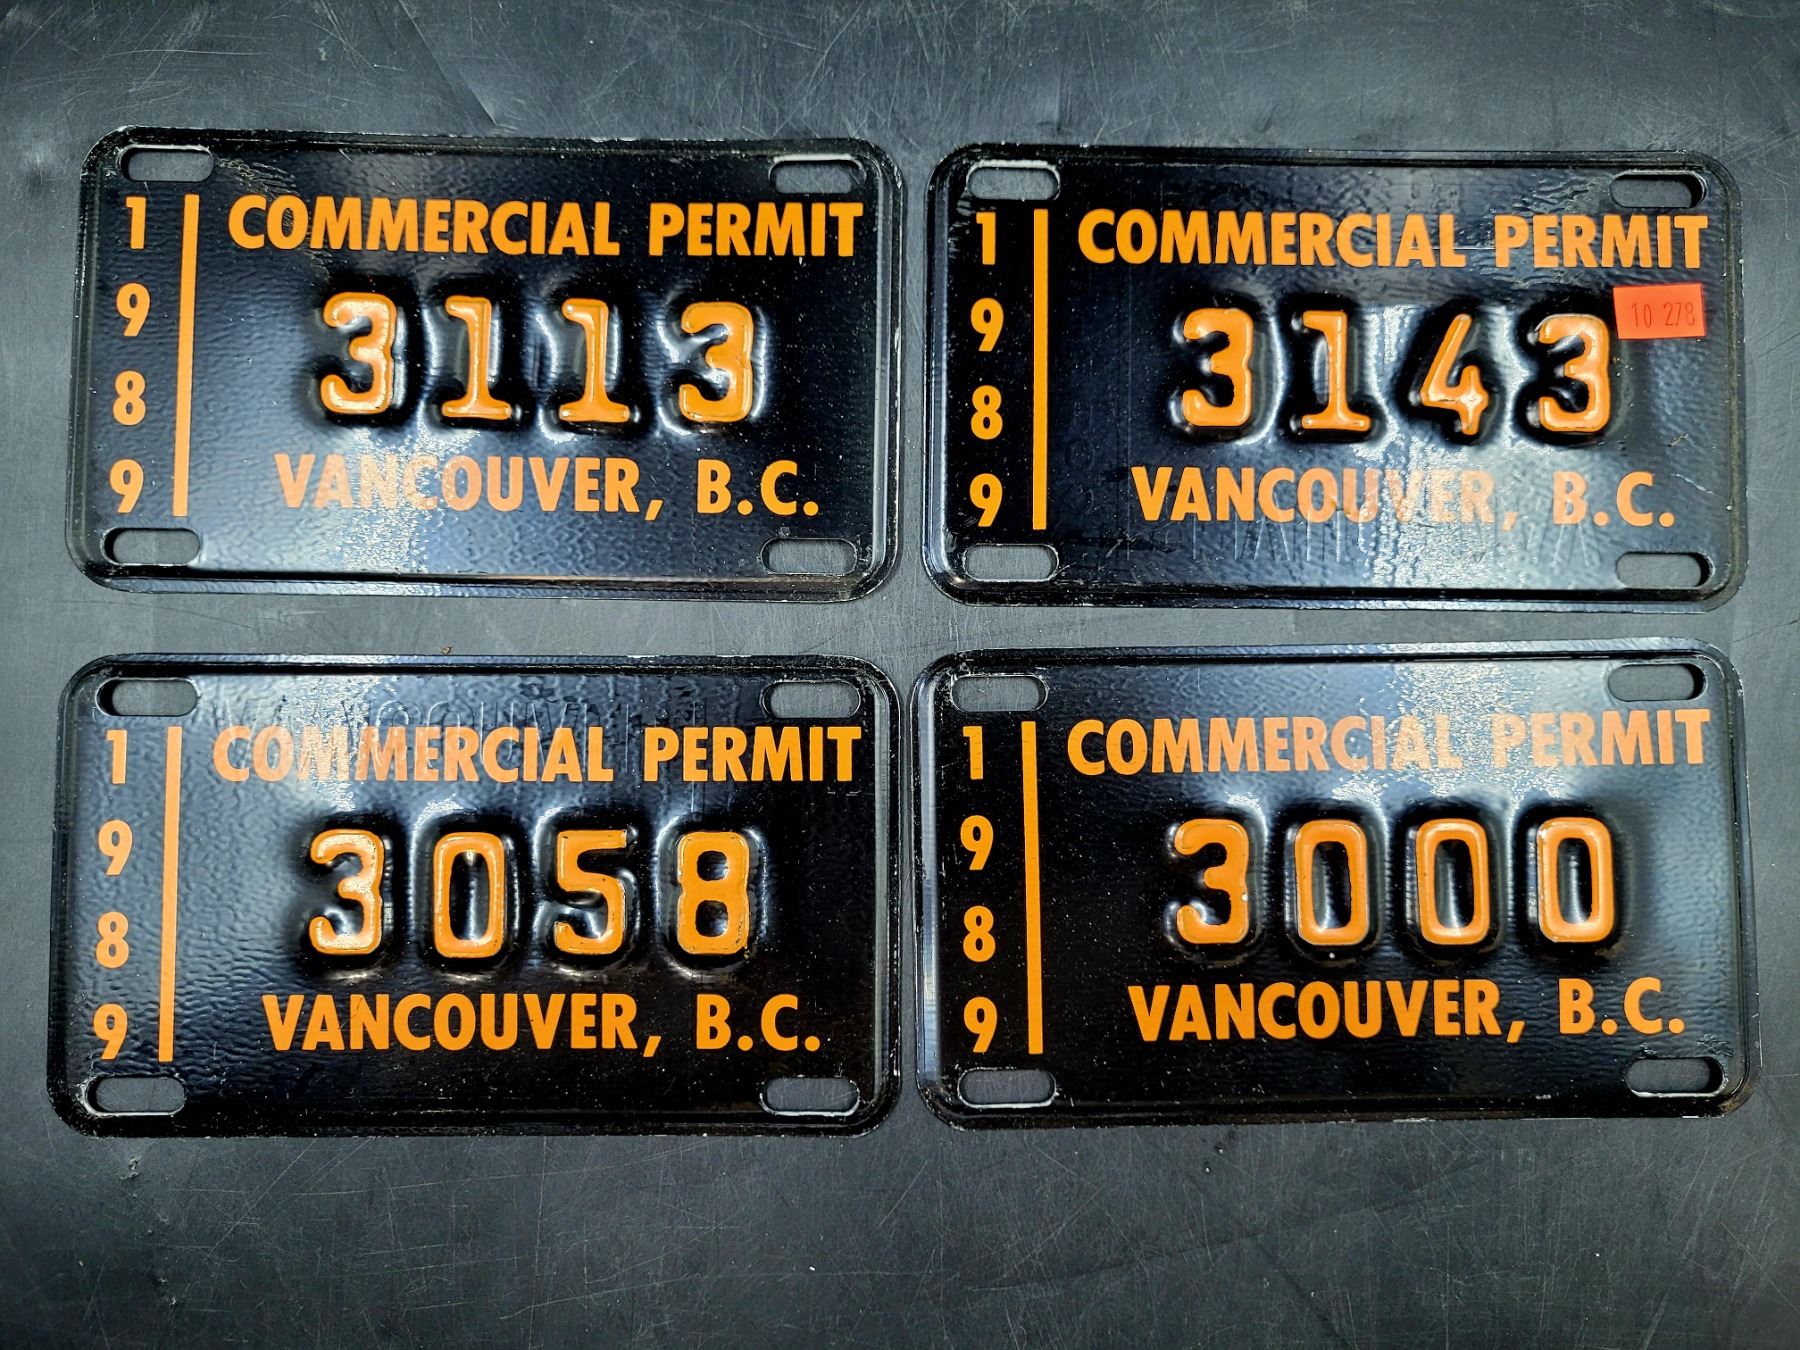 1989
COMMERCIAL PERMIT
3113
VANCOUVER, B.C.
1989
COMMERCIAL PERMIT
3143
10 278
VANCOUVER, B.C.
1989
COMMERCIAL PERMIT
3058
VANCOUVER, B.C.
1989
COMMERCIAL PERMIT
3000
VANCOUVER, B.C.